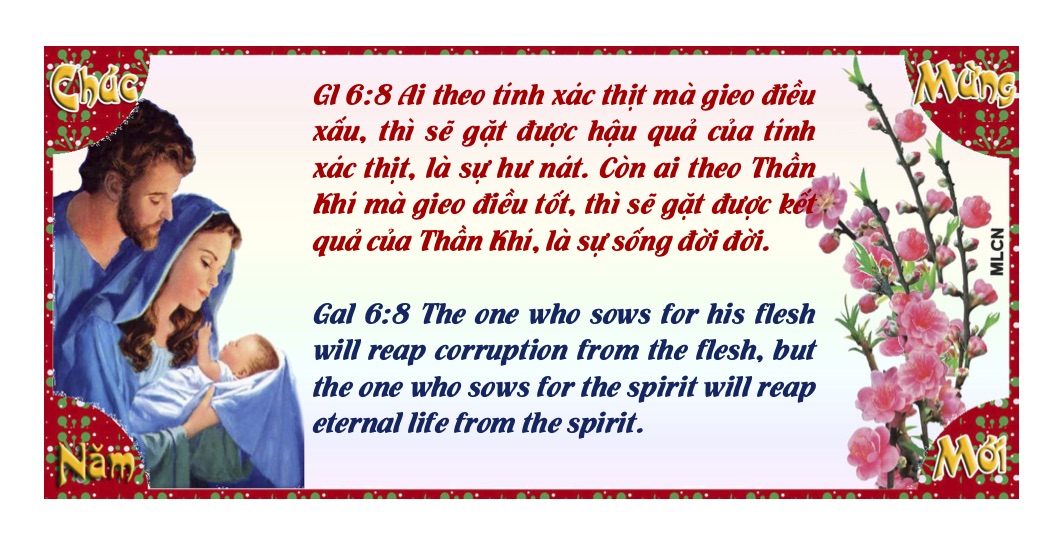 Chúc
Mừng
Gl 6:8 Ai theo tính xác thịt mà gieo điều
xấu, thì sẽ gặt được hậu quả của tính
xác thịt, là sự hư nát. Còn ai theo Thần
Khí mà gieo điều tốt, thì sẽ gặt được kết
quả của Thần Khí, là sự sống đời đời.
MLCN
Gal 6:8 The one who sows for his flesh
will reap corruption from the flesh, but
the one who sows for the spirit will reap
eternal life from the spirit.
Năm
Mới